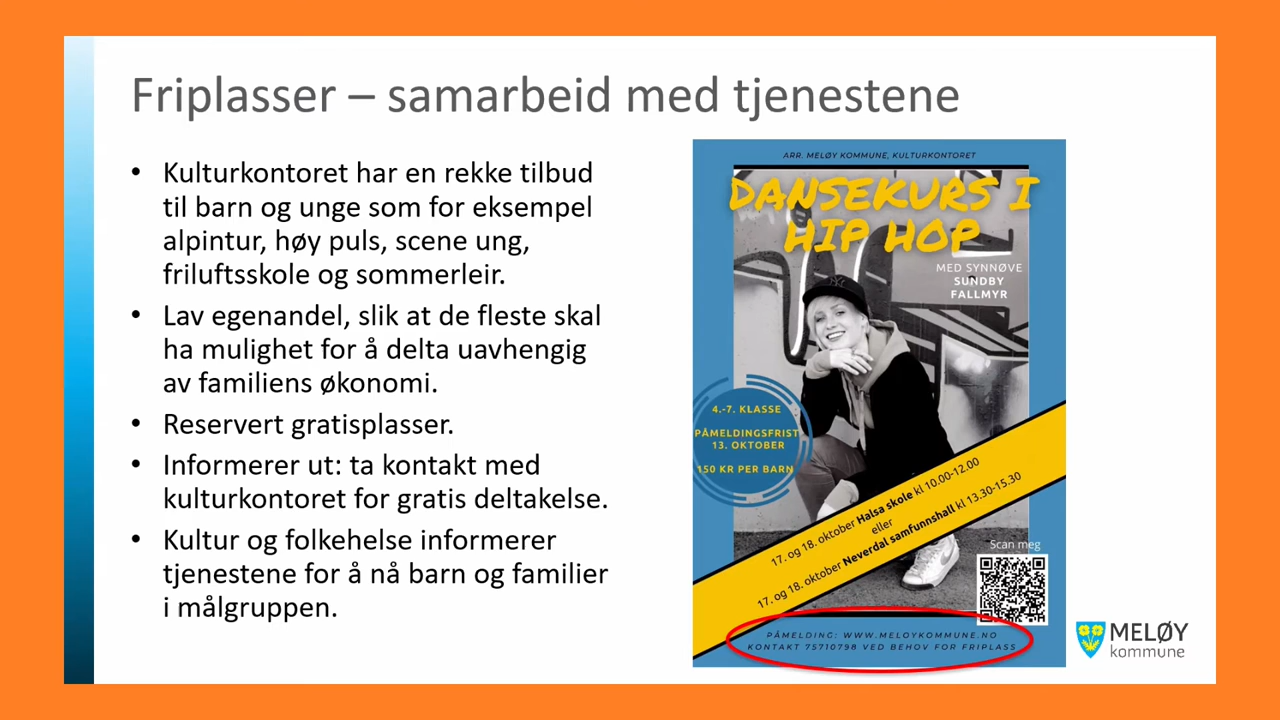 Friplasser – samarbeid med tjenestene
• Kulturkontoret har en rekke tilbud
til barn og unge som for eksempel
alpintur, høy puls, scene ung,
friluftsskole og sommerleir.
• Lav egenandel, slik at de fleste skal
ha mulighet for å delta uavhengig
av familiens økonomi.
• Reservert gratisplasser.
• Informerer ut: ta kontakt med
kulturkontoret for gratis deltakelse.
• Kultur og folkehelse informerer
tjenestene for å nå barn og familier
i målgruppen.
ARR. MELØY KOMMUNE, KULTURKONTORET
DANSEKURS I
HIP HOP
MED SYNNØVE
SUNDBY
FALLMYR
4.-7. KLASSE
PÅMELDINGSFRIST
13. OKTOBER
150 KR PER BARN
17. og 18. oktober Halsa skole kl 10.00-12.00
eller
17. og 18. oktober Neverdal samfunnshall kl 13.30-15.30
Scan meg
PÅMELDING: WWW.MELOYKOMMUNE.NO
KONTAKT 75710798 VED BEHOV FOR FRIPLASS
MELØY
kommune